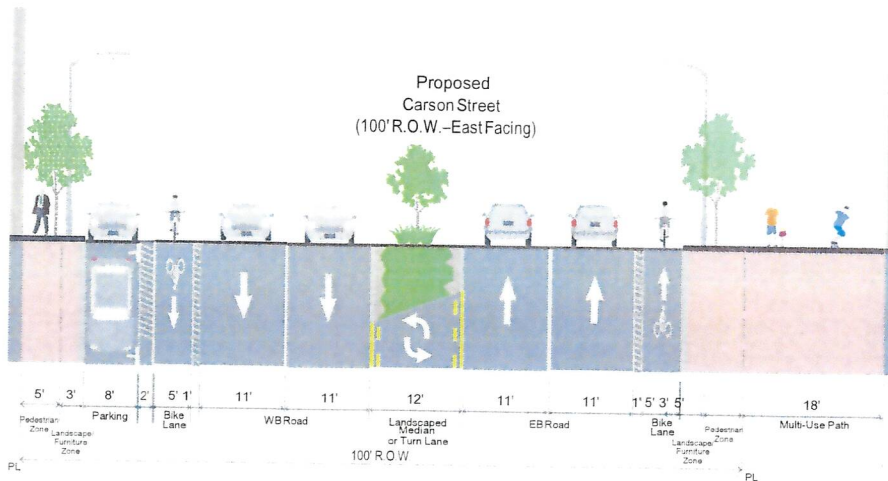 Proposed
Carson Street
(100' R.O.W.–East Facing)
5' 3' 8' 2' 5' 1' 11' 11' 12' 11' 11' 1' 5' 3' 5' 18'
Pedestrian
Zone
Landscape/
Furniture
Zone
Parking
Bike
Lane
WB Road
Landscaped
Median
or Turn Lane
EB Road
Bike
Lane
Landscape/
Furniture
Zone
Pedestrian
Zone
Multi-Use Path
PL
100' R.O.W
PL